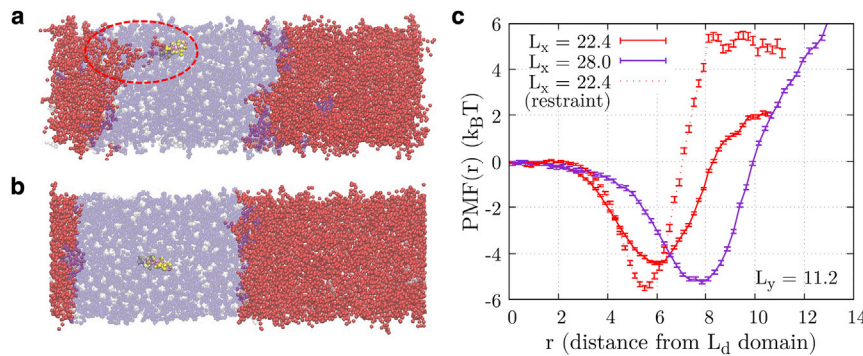 a
b
c
L_x = 22.4
L_x = 28.0
L_x = 22.4
(restraint)
L_y = 11.2
PMF(r) (k_BT)
6
4
2
0
-2
-4
-6
0 2 4 6 8 10 12 14
r (distance from L_d domain)